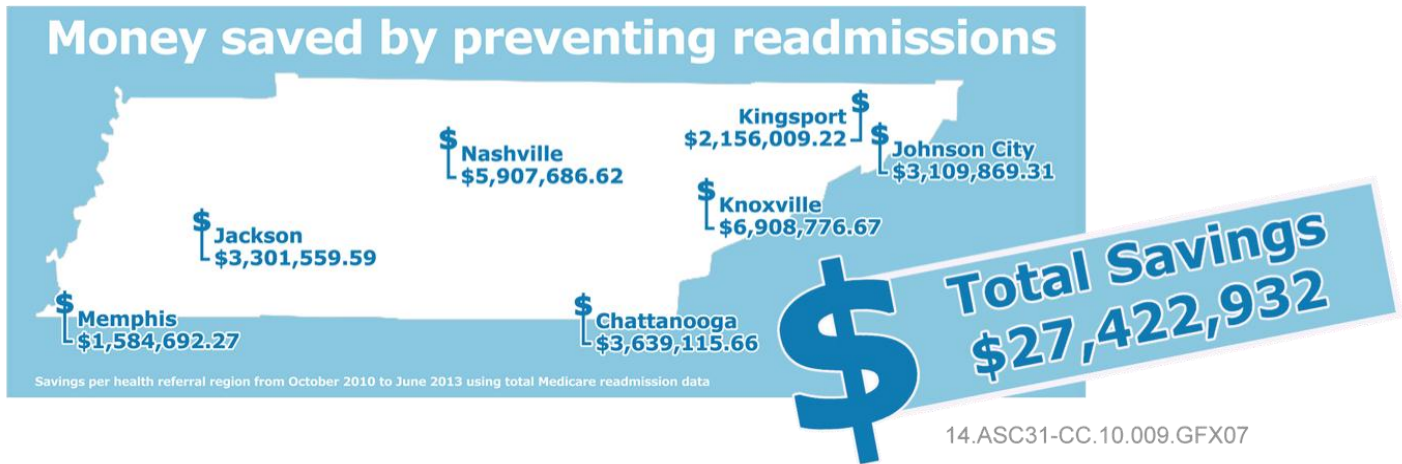 Money saved by preventing readmissions
Kingsport
$2,156,009.22
Johnson City
$3,109,869.31
Nashville
$5,907,686.62
Knoxville
$6,908,776.67
Jackson
$3,301,559.59
Memphis
$1,584,692.27
Chattanooga
$3,639,115.66
Total Savings
$27,422,932
Savings per health referral region from October 2010 to June 2013 using total Medicare readmission data
14.ASC31-CC.10.009.GFX07